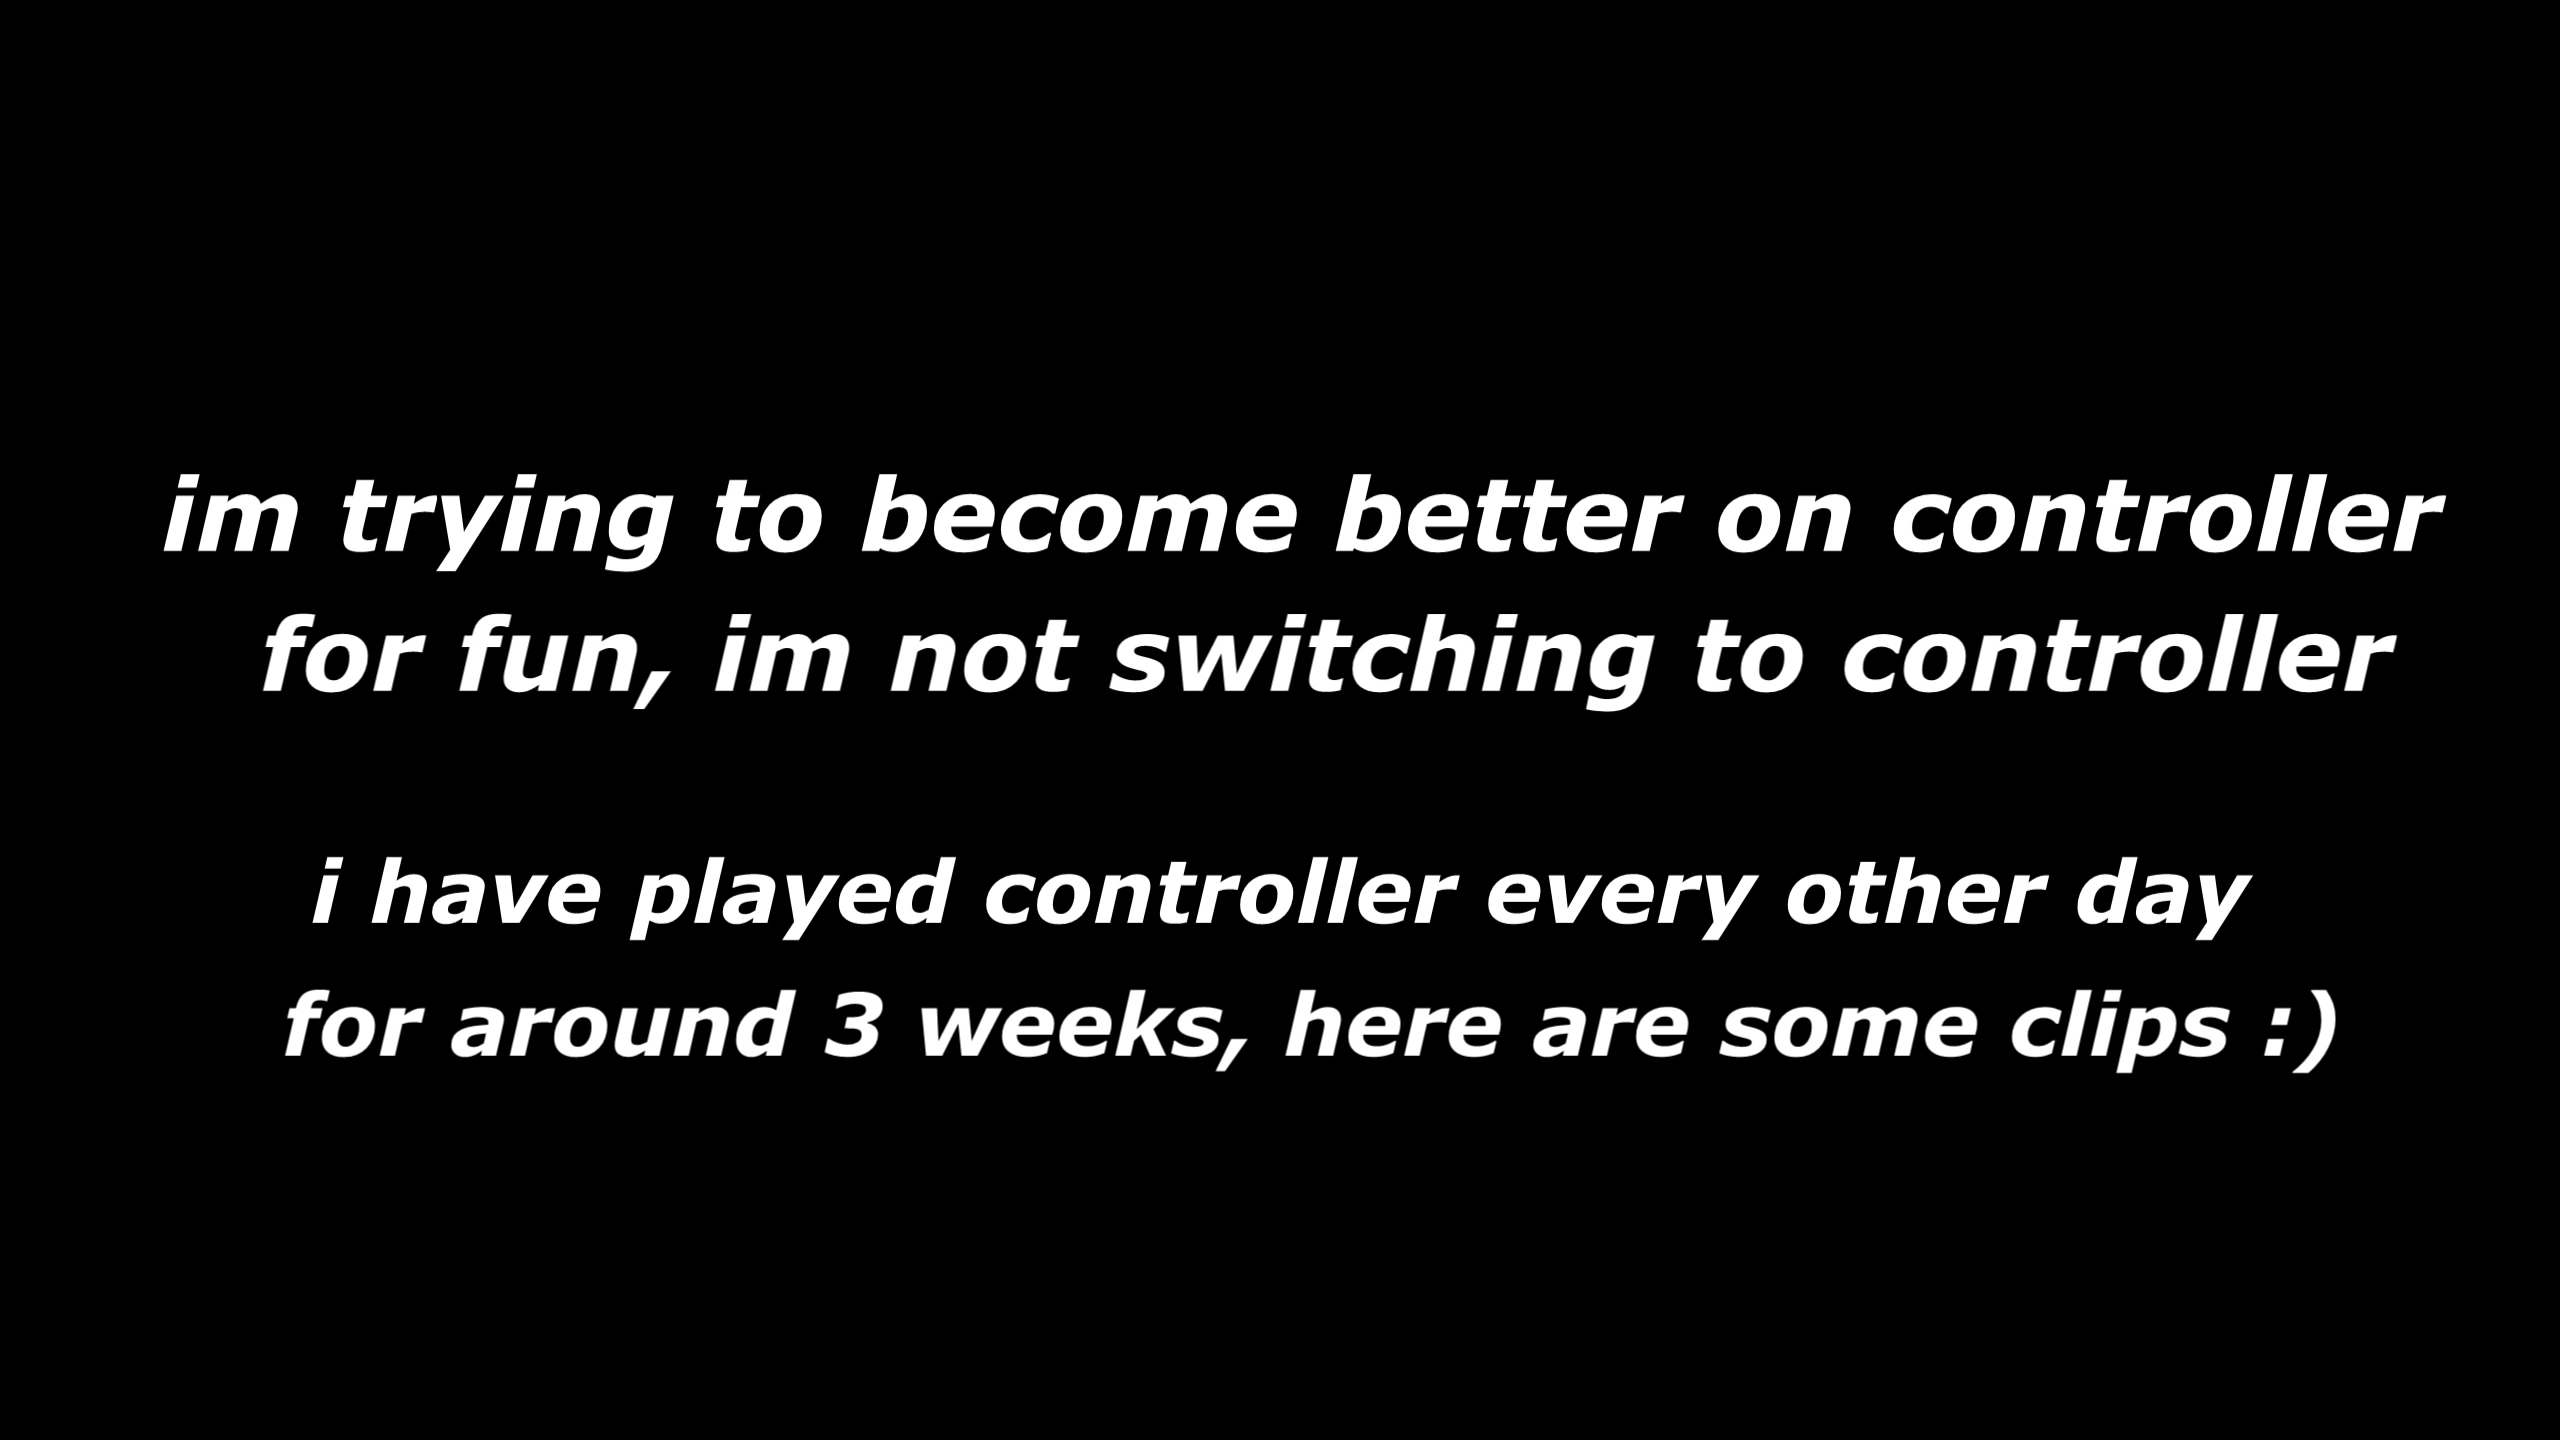 im trying to become better on controller
for fun, im not switching to controller
i have played controller every other day
for around 3 weeks, here are some clips :)